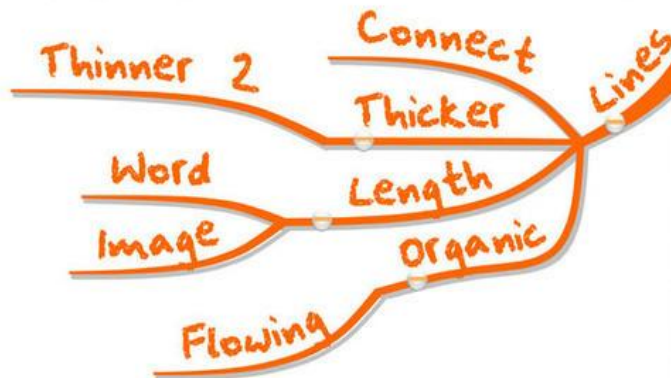 Lines
Connect
Thicker
Thinner 2
Length
Word
Image
Organic
Flowing